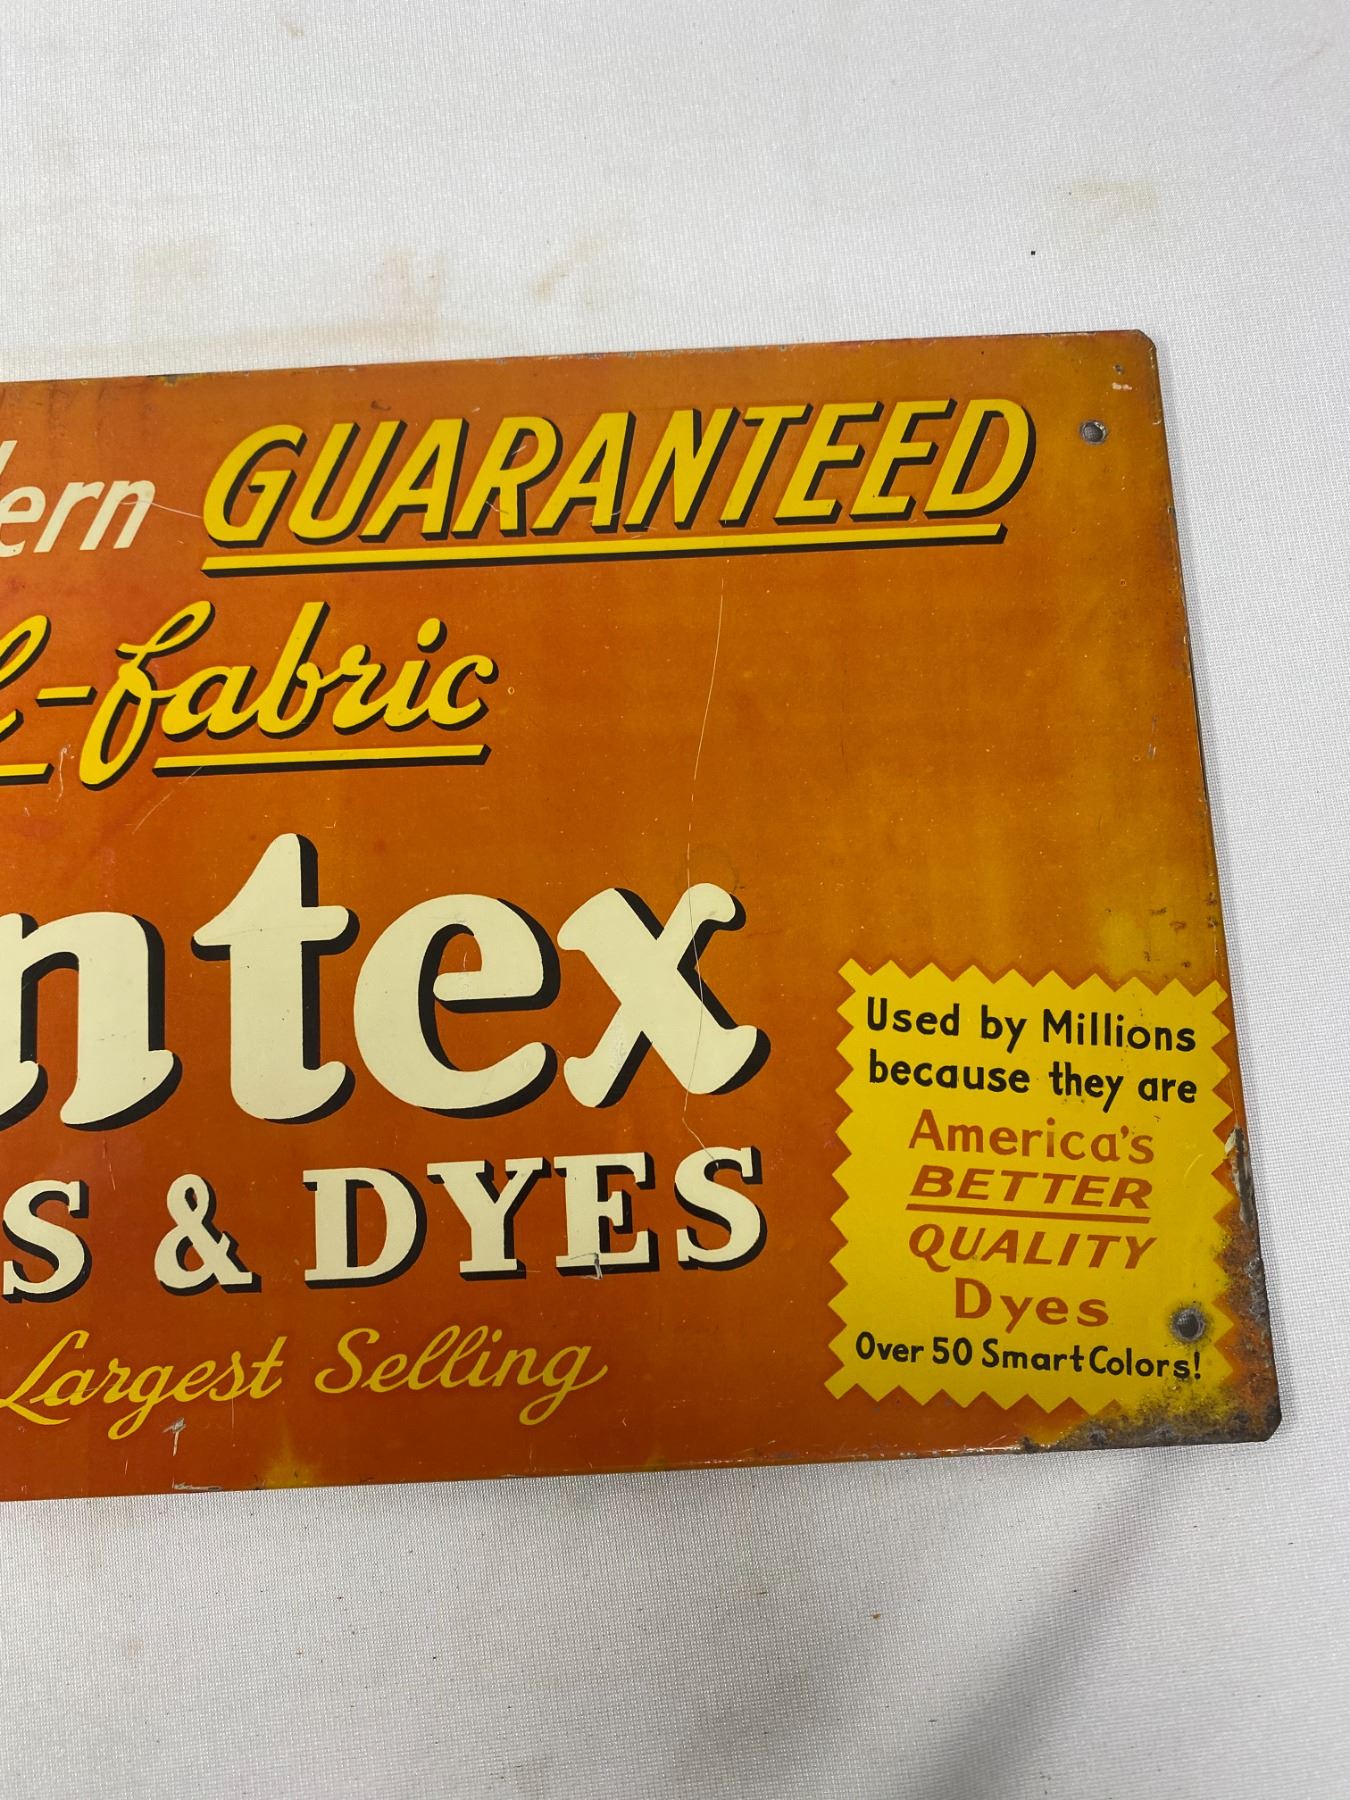 ern GUARANTEED
l-fabric
ntex
S & DYES
Largest Selling
Used by Millions
because they are
America's
BETTER
QUALITY
Dyes
Over 50 Smart Colors!